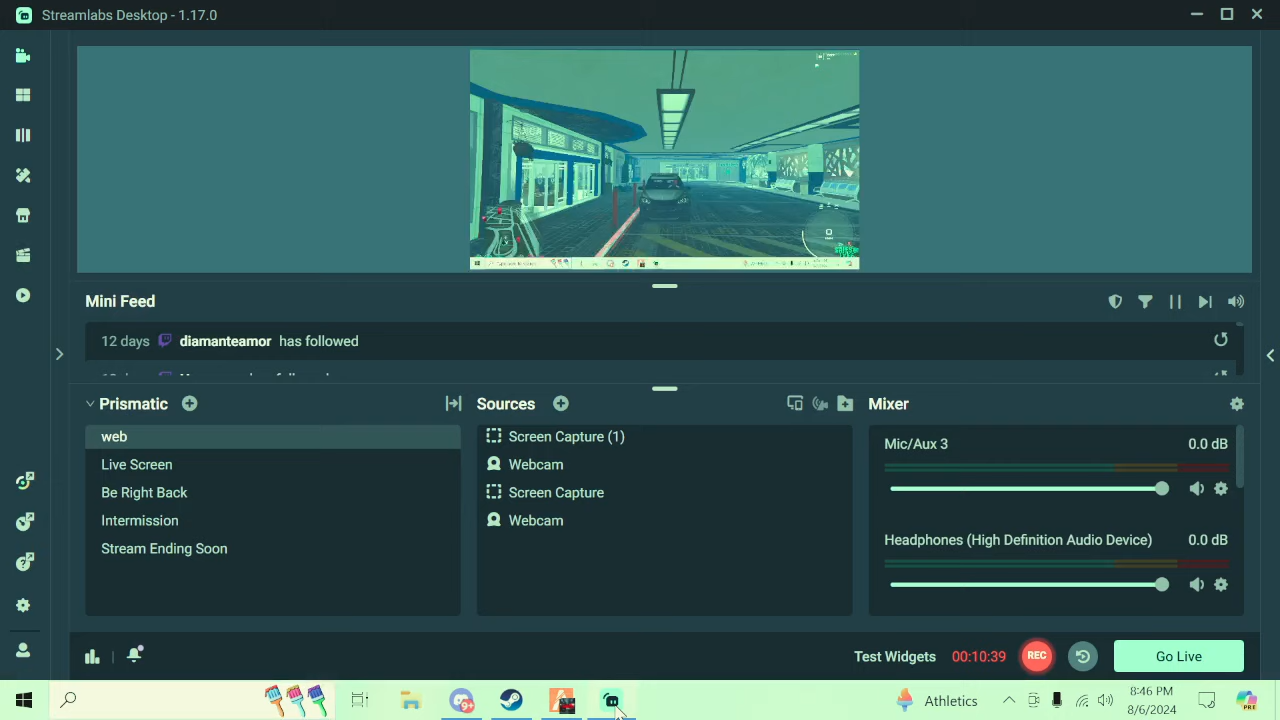 Streamlabs Desktop - 1.17.0
Mini Feed
12 days diamanteamor has followed
Prismatic
web
Live Screen
Be Right Back
Intermission
Stream Ending Soon
Sources
Screen Capture (1)
Webcam
Screen Capture
Webcam
Mixer
Mic/Aux 3 0.0 dB
Headphones (High Definition Audio Device) 0.0 dB
Test Widgets 00:10:39 REC Go Live
9+
Athletics
8:46 PM
8/6/2024
PRE